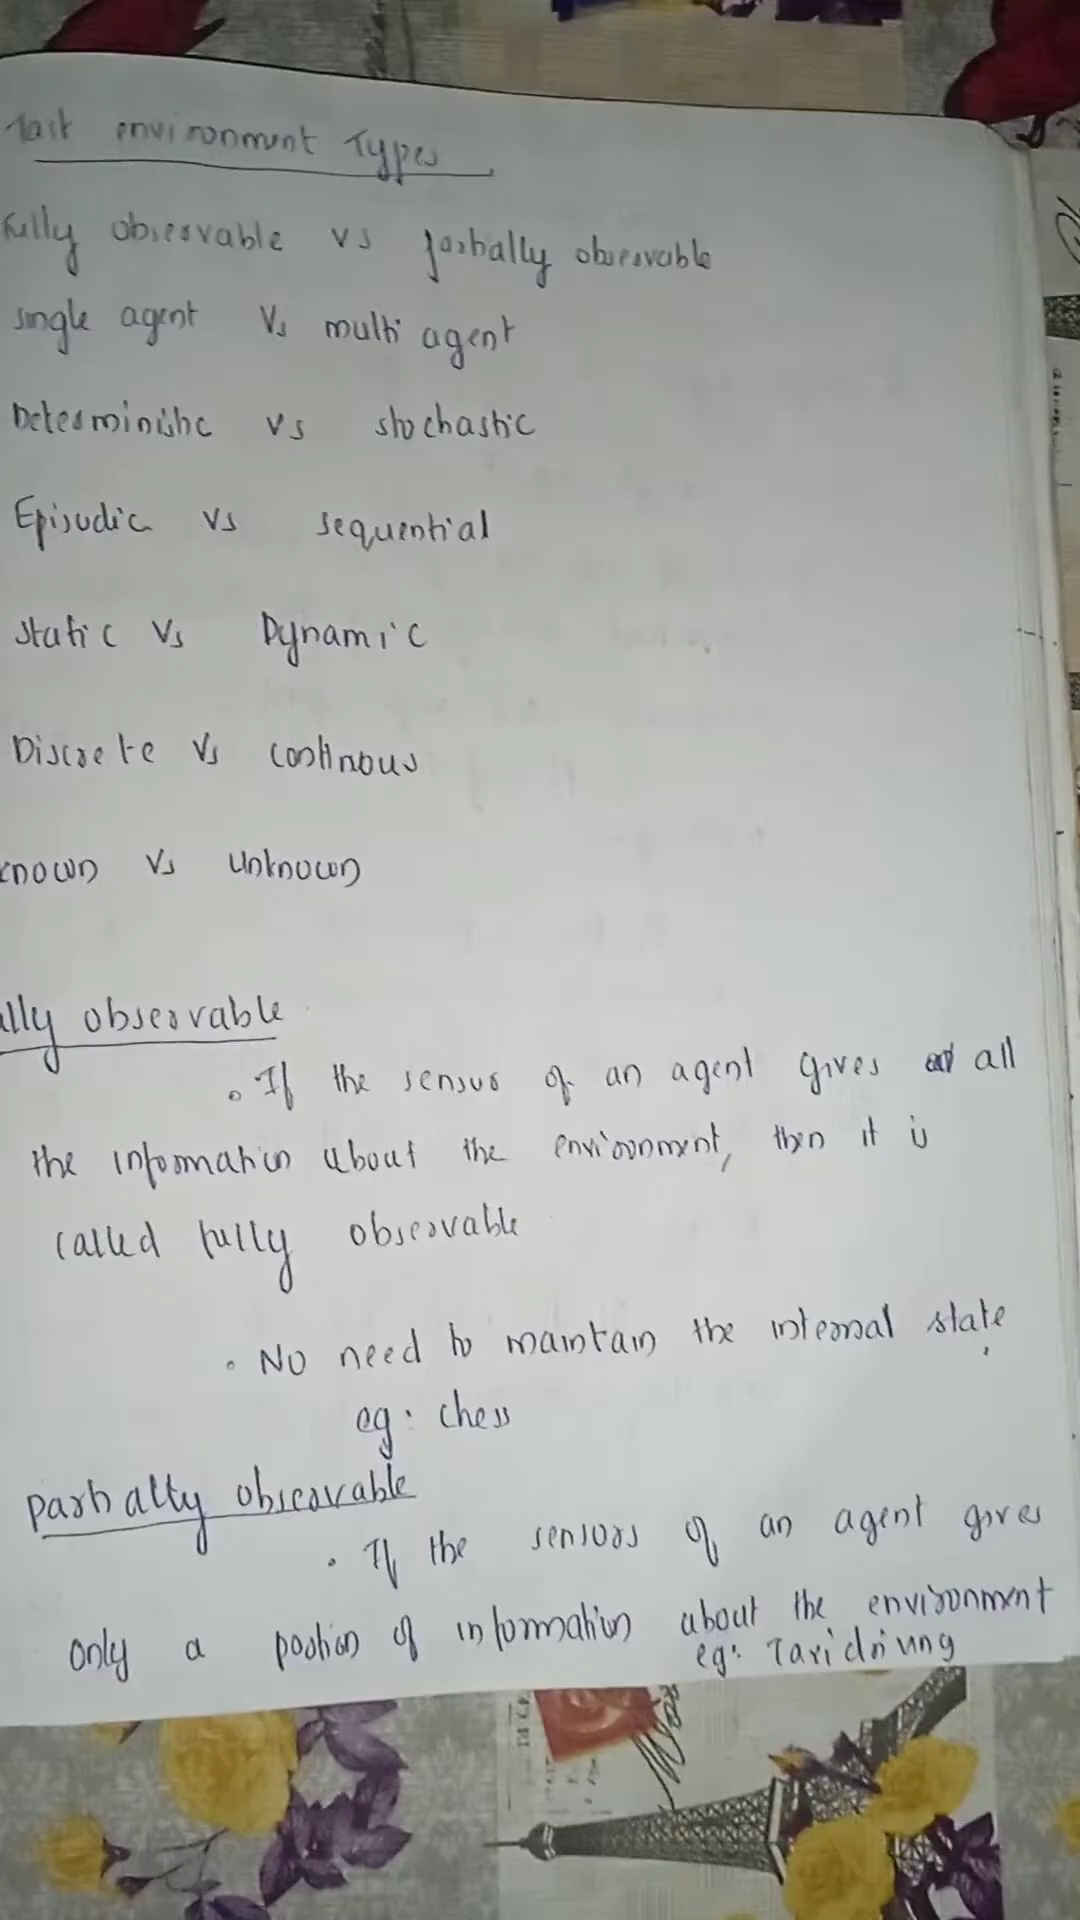 Task environment Types
Fully observable vs partially observable
single agent Vs multi agent
Deterministic vs stochastic
Episodic vs sequential
Static Vs Dynamic
Discrete Vs continous
known Vs unknown
ully observable
• If the sensor of an agent gives all
the information about the environment, then it is
called fully observable
• No need to maintain the internal state
eg: chess
partially observable
• If the sensors of an agent gives
only a portion of information about the environment
eg: Taxi driving